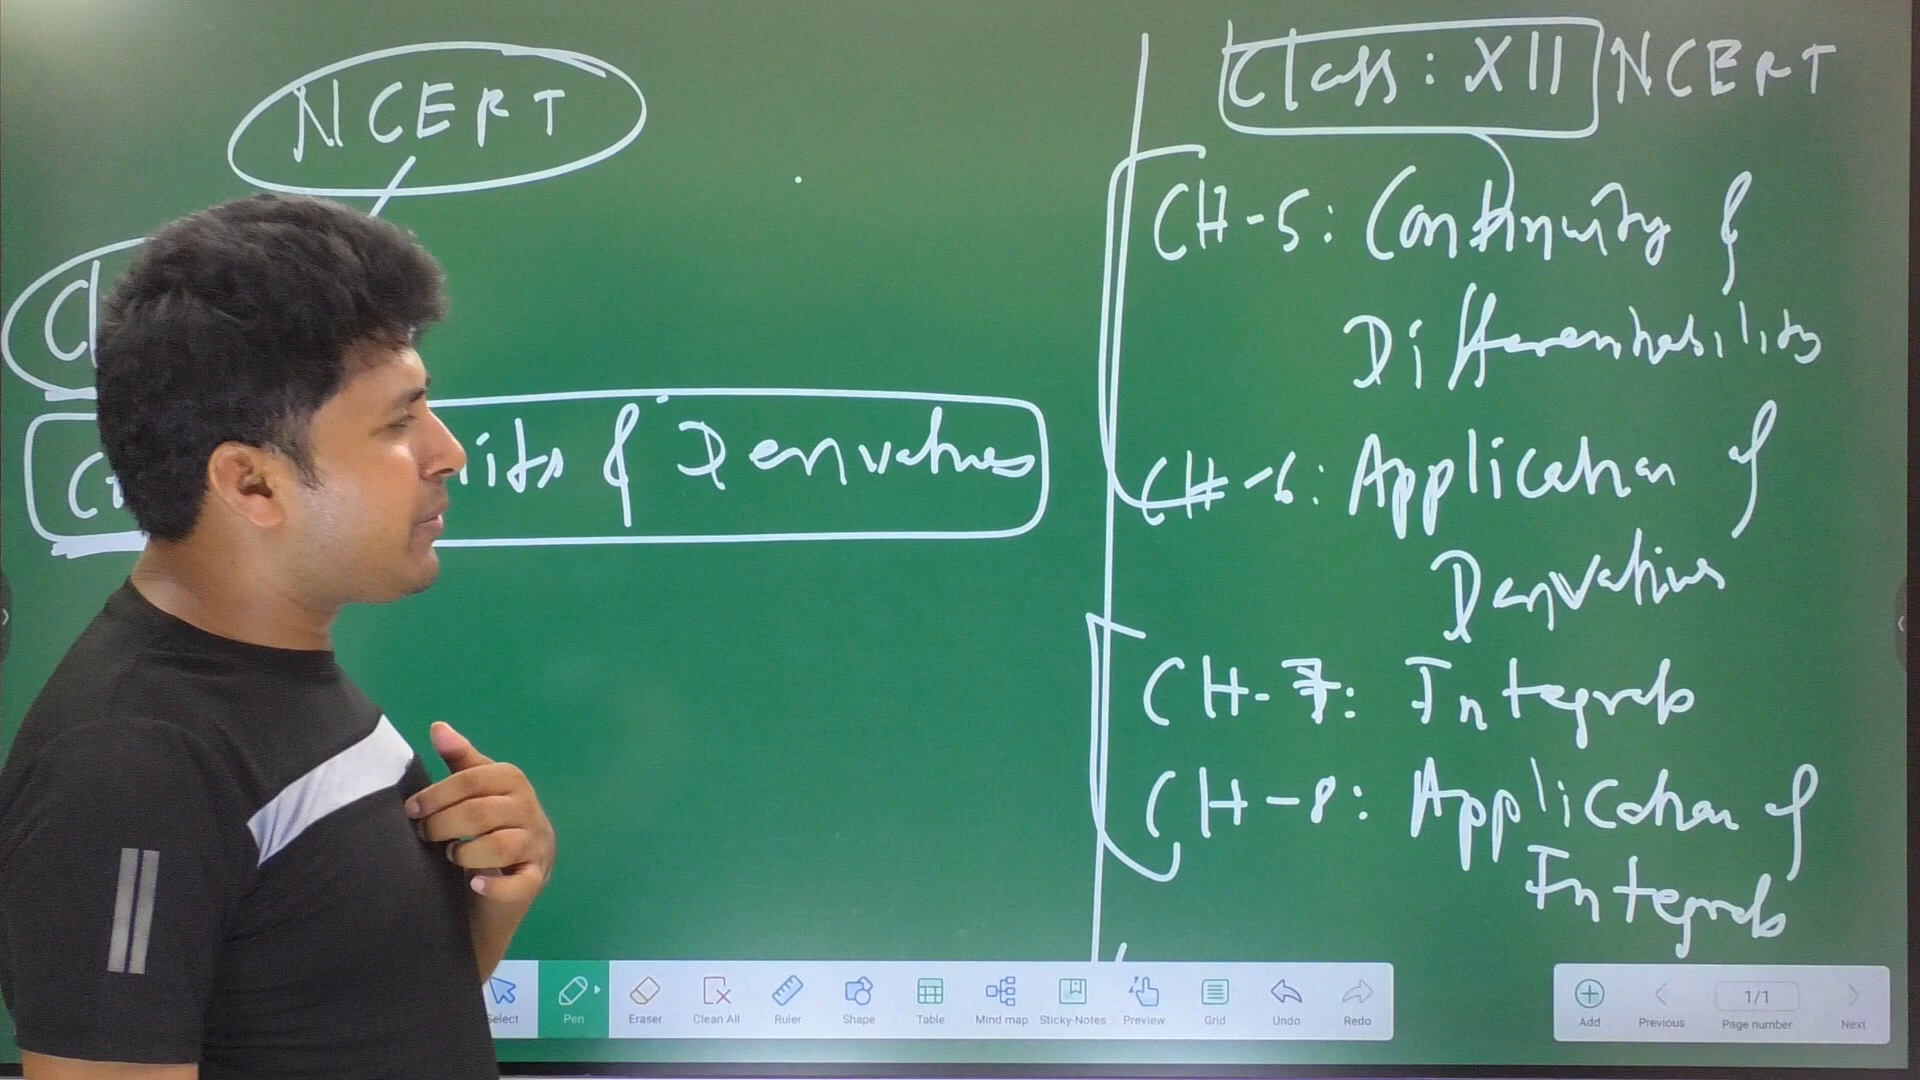 NCERT
Limits & Derivatives
Class: XII NCERT
CH-5: Continuity &
Differentiability
CH-6: Application of
Derivatives
CH-7: Integrals
CH-8: Application of
Integrals
Select
Pen
Eraser
Clean All
Ruler
Shape
Table
Mind map
Sticky-Notes
Preview
Grid
Undo
Redo
Add
Previous
1/1
Page number
Next